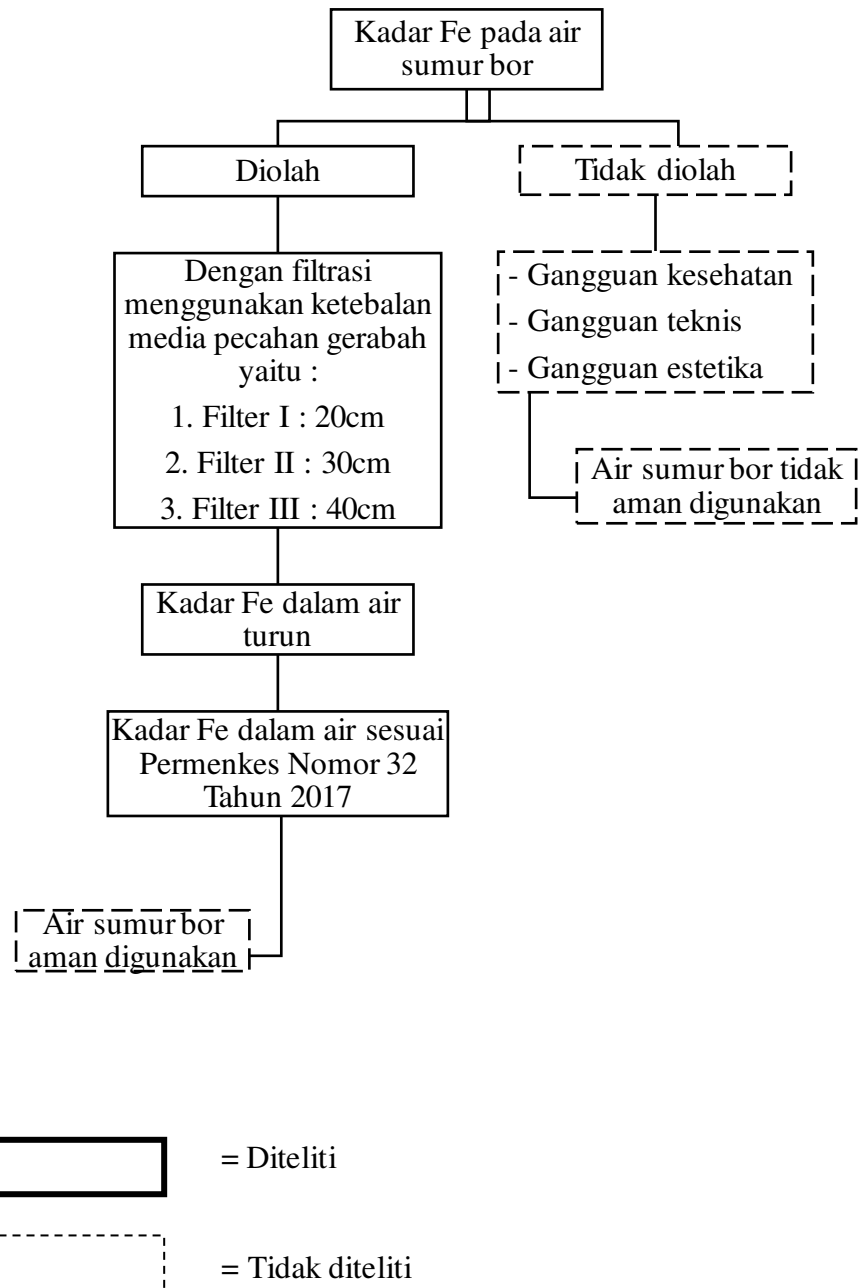 Kadar Fe pada air
sumur bor
Diolah
Tidak diolah
Dengan filtrasi
menggunakan ketebalan
media pecahan gerabah
yaitu :
1. Filter I : 20cm
2. Filter II : 30cm
3. Filter III : 40cm
- Gangguan kesehatan
- Gangguan teknis
- Gangguan estetika
Air sumur bor tidak
aman digunakan
Kadar Fe dalam air
turun
Kadar Fe dalam air sesuai
Permenkes Nomor 32
Tahun 2017
Air sumur bor
aman digunakan
= Diteliti
= Tidak diteliti